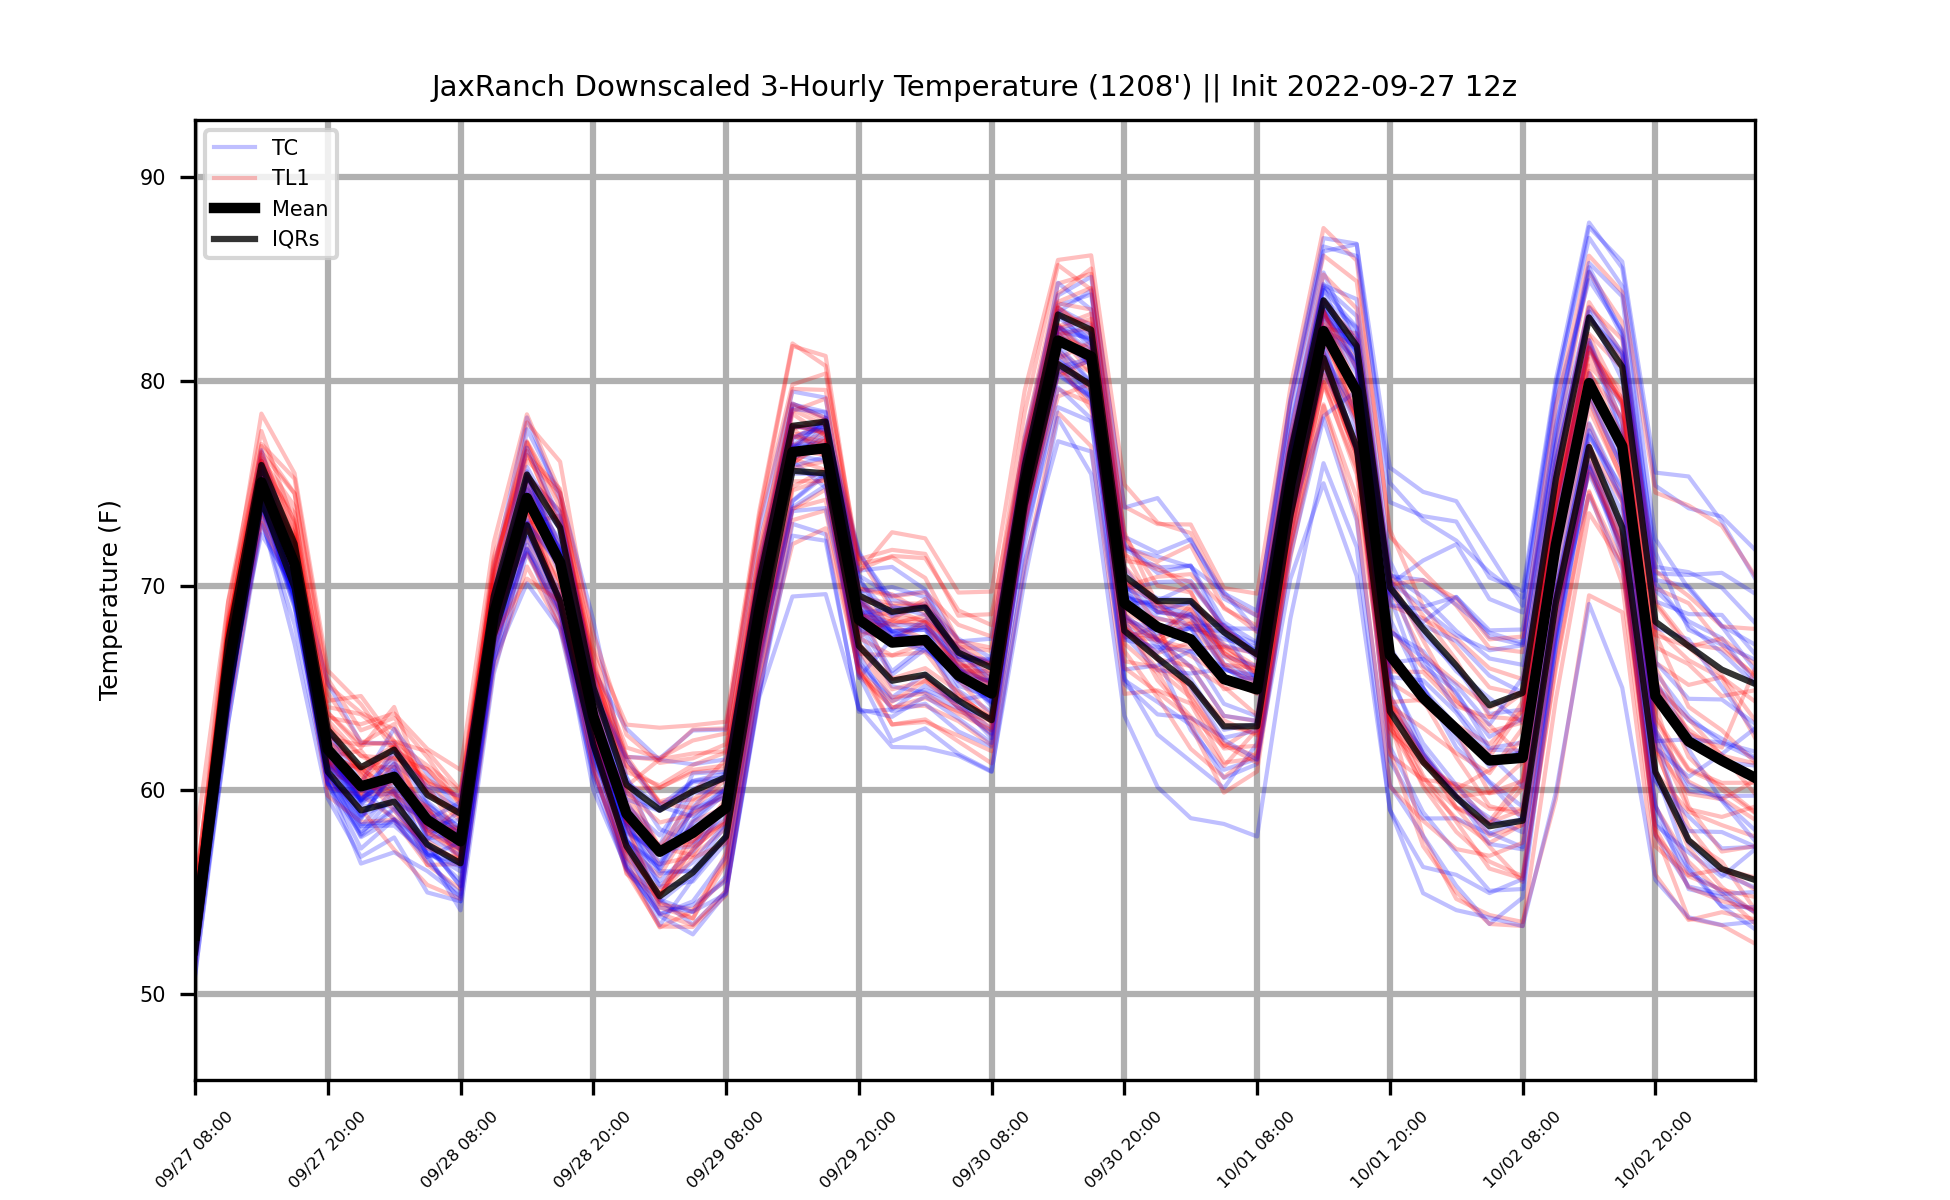 JaxRanch Downscaled 3-Hourly Temperature (1208') || Init 2022-09-27 12z
TC
TL1
Mean
IQRs
90
80
70
60
50
Temperature (F)
09/27 08:00
09/27 20:00
09/28 08:00
09/28 20:00
09/29 08:00
09/29 20:00
09/30 08:00
09/30 20:00
10/01 08:00
10/01 20:00
10/02 08:00
10/02 20:00